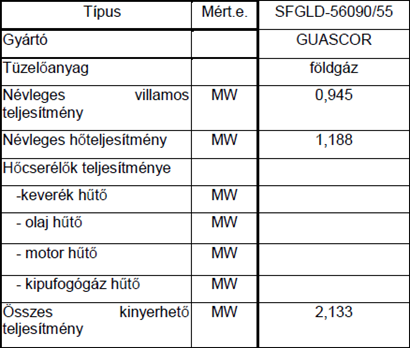 Típus Mért.e. SFGLD-56090/55
Gyártó GUASCOR
Tüzelőanyag földgáz
Névleges villamos MW 0,945
teljesítmény
Névleges hőteljesítmény MW 1,188
Hőcserélők teljesítménye
-keverék hűtő MW
- olaj hűtő MW
- motor hűtő MW
- kipufogógáz hűtő MW
Összes kinyerhető MW 2,133
teljesítmény